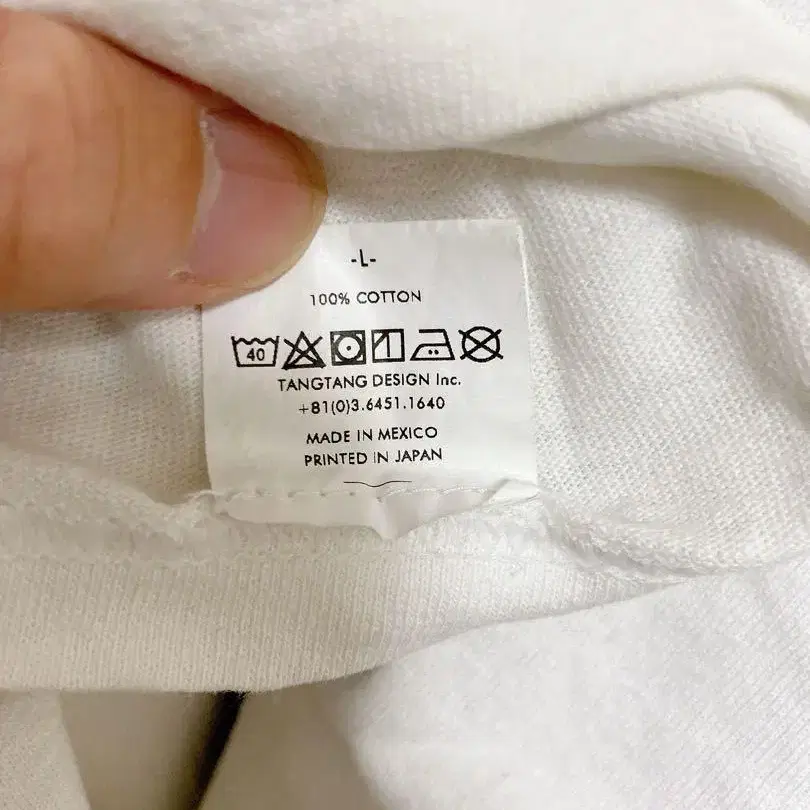 -L-
100% COTTON
40
TANGTANG DESIGN Inc.
+81(0)3.6451.1640
MADE IN MEXICO
PRINTED IN JAPAN